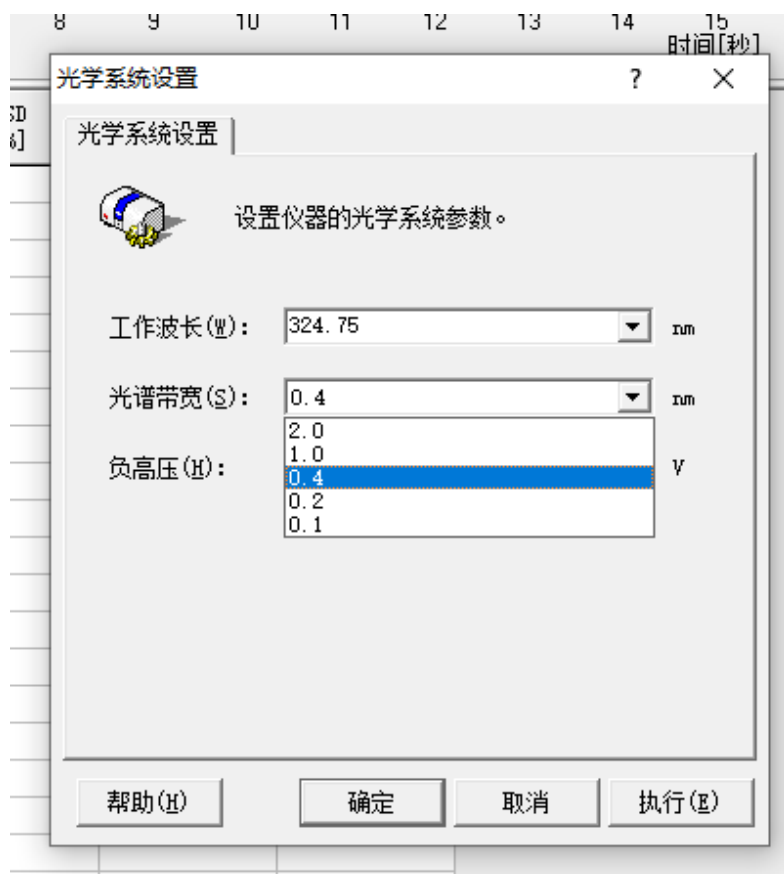 8 9 10 11 12 13 14 15
时间[秒]
光学系统设置 ? ×
SD
光学系统设置
设置仪器的光学系统参数。
工作波长(W): 324.75 nm
光谱带宽(S): 0.4 nm
2.0
1.0
负高压(H): V
0.4
0.2
0.1
帮助(H) 确定 取消 执行(E)